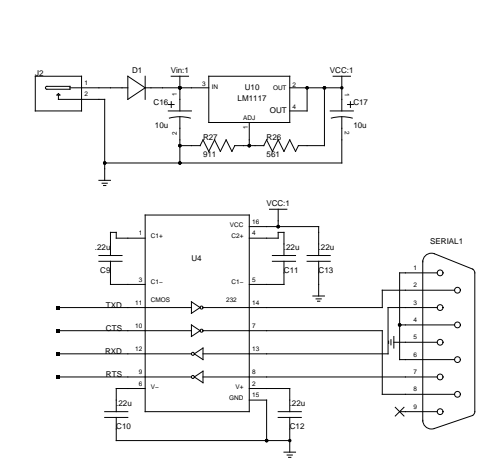 J2
1
2
D1
Vin:1
3
IN
U10
LM1117
OUT
2
OUT
4
ADJ
1
VCC:1
C16
1
+
10u
2
1
+
C17
10u
2
R27
911
R26
561
VCC:1
U4
VCC
16
.22u
C9
1
C1+
3
C1–
C2+
4
C1–
5
.22u
C11
.22u
C13
SERIAL1
TXD
11
CMOS
232
14
CTS
10
7
RXD
12
13
RTS
9
8
6
V–
V+
2
GND
15
.22u
C10
.22u
C12
1
2
3
4
5
6
7
8
9